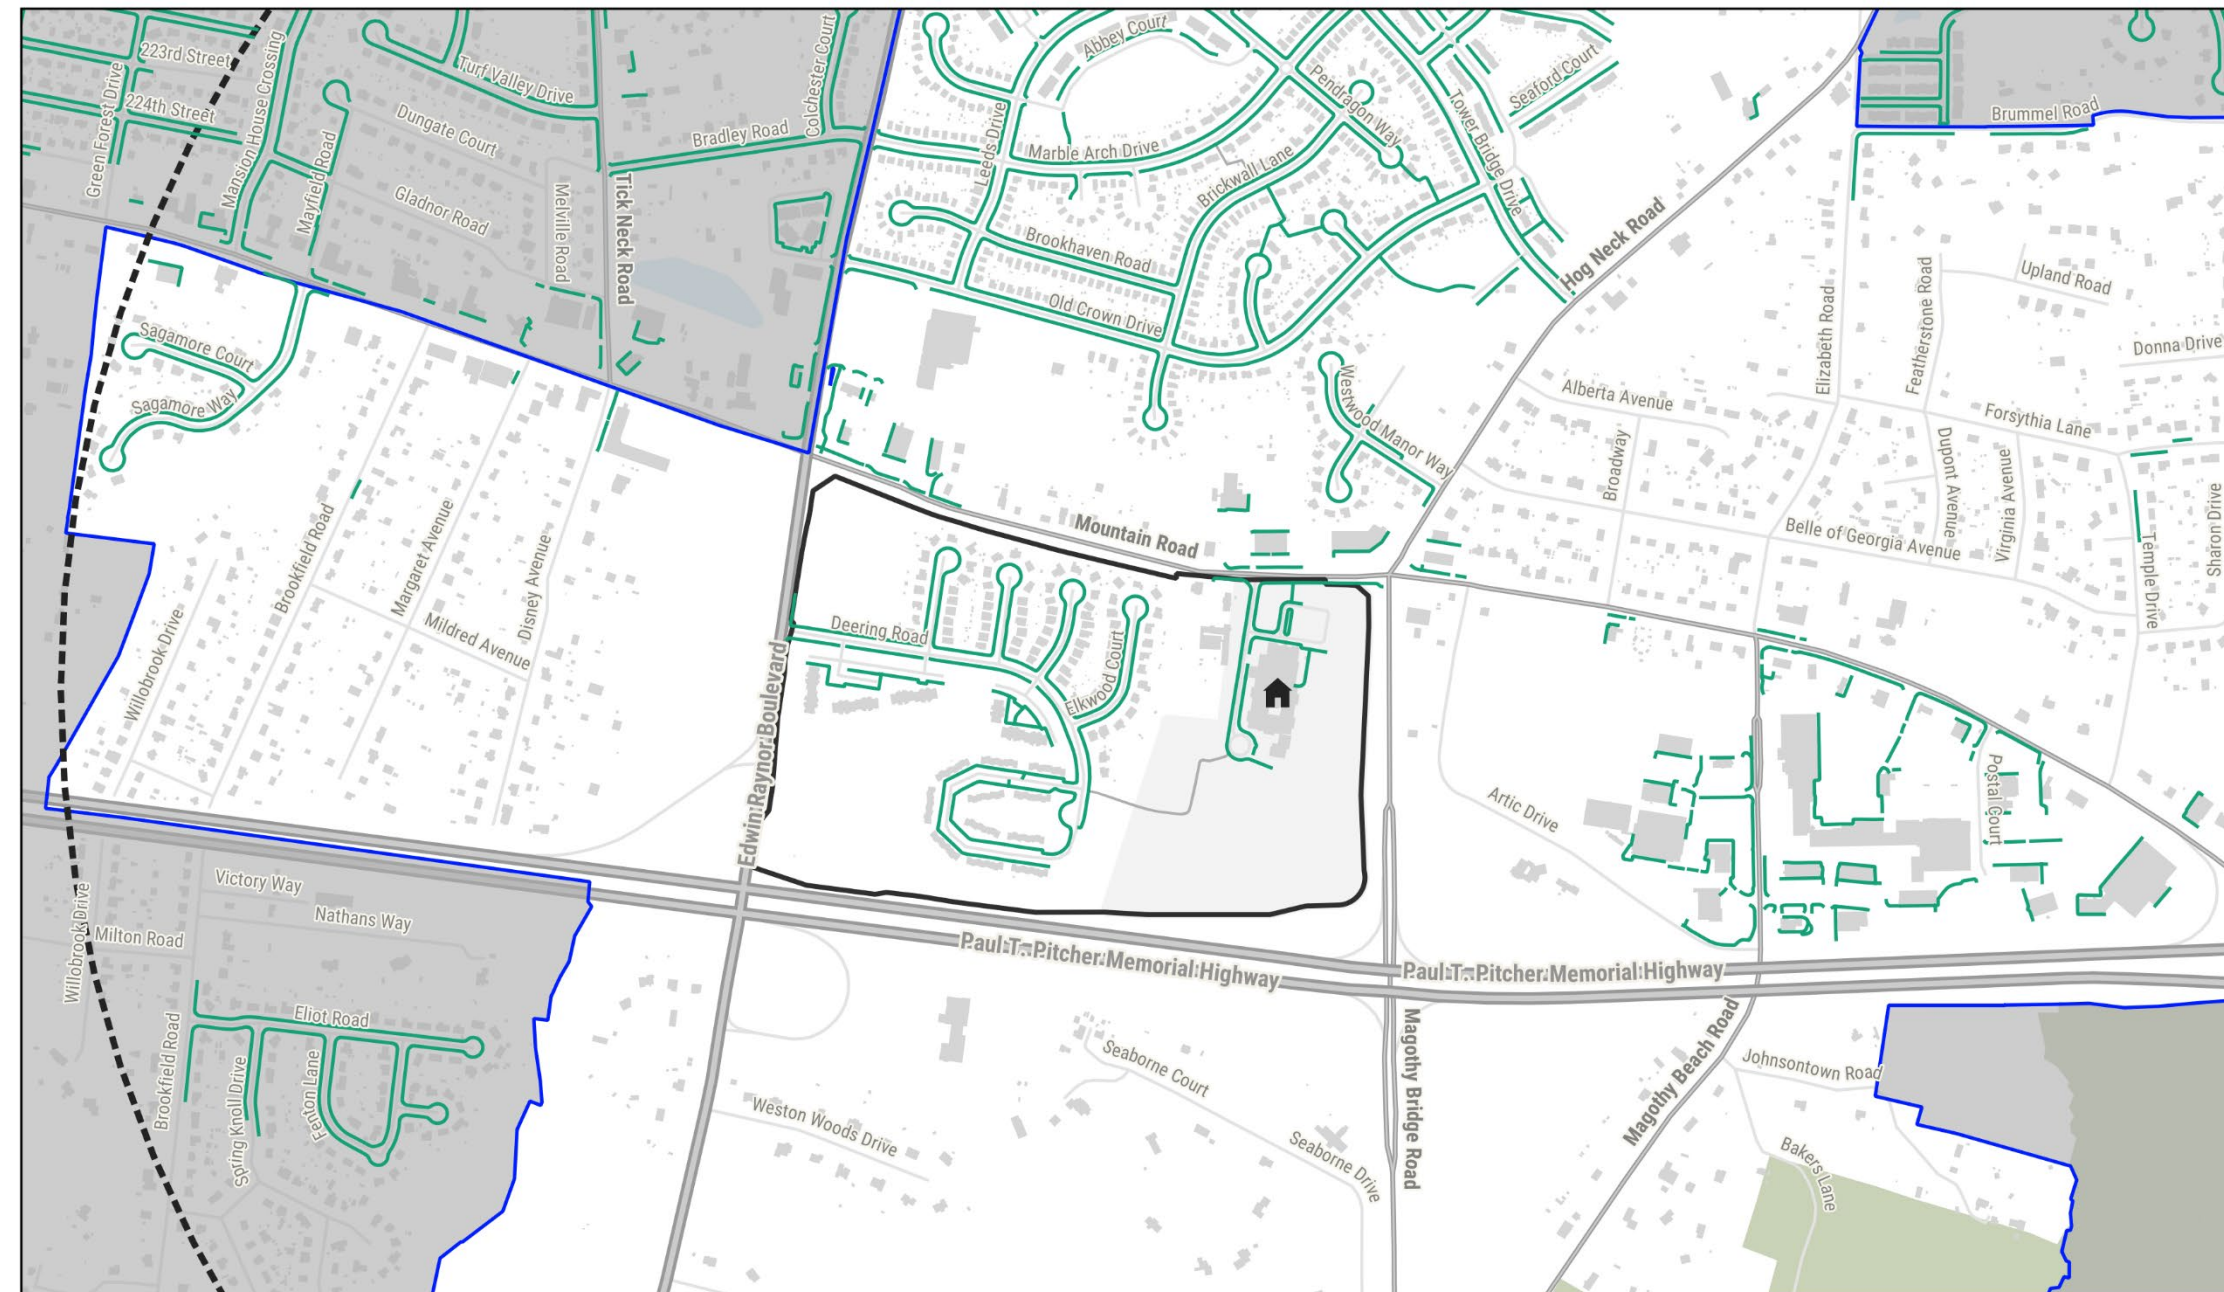 223rd Street
224th Street
Green Forest Drive
Mansion House Crossing
Mayfield Road
Turf Valley Drive
Dungate Court
Gladnor Road
Melville Road
Tick Neck Road
Bradley Road
Colchester Court
Abbey Court
Leeds Drive
Marble Arch Drive
Pendragon Way
Brickwall Lane
Tower Bridge Drive
Seaford Court
Brookhaven Road
Old Crown Drive
Hog Neck Road
Brummel Road
Elizabeth Road
Featherstone Road
Upland Road
Donna Drive
Sagamore Court
Sagamore Way
Westwood Manor Way
Alberta Avenue
Broadway
Forsythia Lane
Dupont Avenue
Virginia Avenue
Belle of Georgia Avenue
Temple Drive
Sharon Drive
Brookfield Road
Margaret Avenue
Disney Avenue
Mildred Avenue
Willobrook Drive
Mountain Road
Deering Road
Elkwood Court
Edwin Raynor Boulevard
Artic Drive
Postal Court
Victory Way
Nathans Way
Willobrook Drive
Milton Road
Paul T. Pitcher Memorial Highway
Paul T. Pitcher Memorial Highway
Eliot Road
Brookfield Road
Spring Knoll Drive
Fenton Lane
Weston Woods Drive
Seaborne Court
Seaborne Drive
Magothy Bridge Road
Magothy Beach Road
Johnsontown Road
Bakers Lane